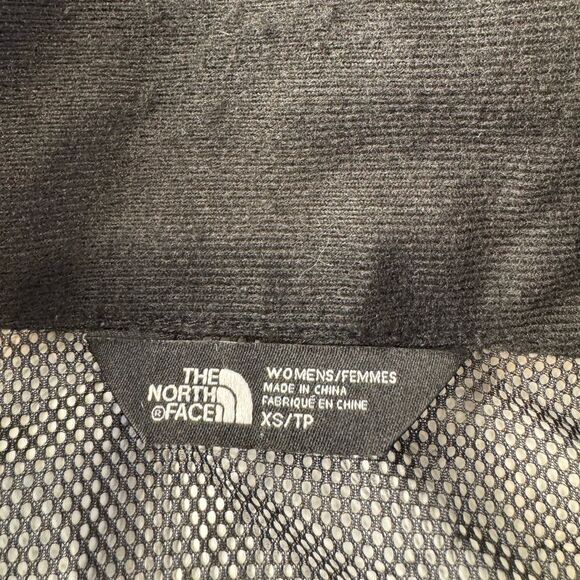 THE
NORTH
®FACE
WOMENS/FEMMES
MADE IN CHINA
FABRIQUÉ EN CHINE
XS/TP